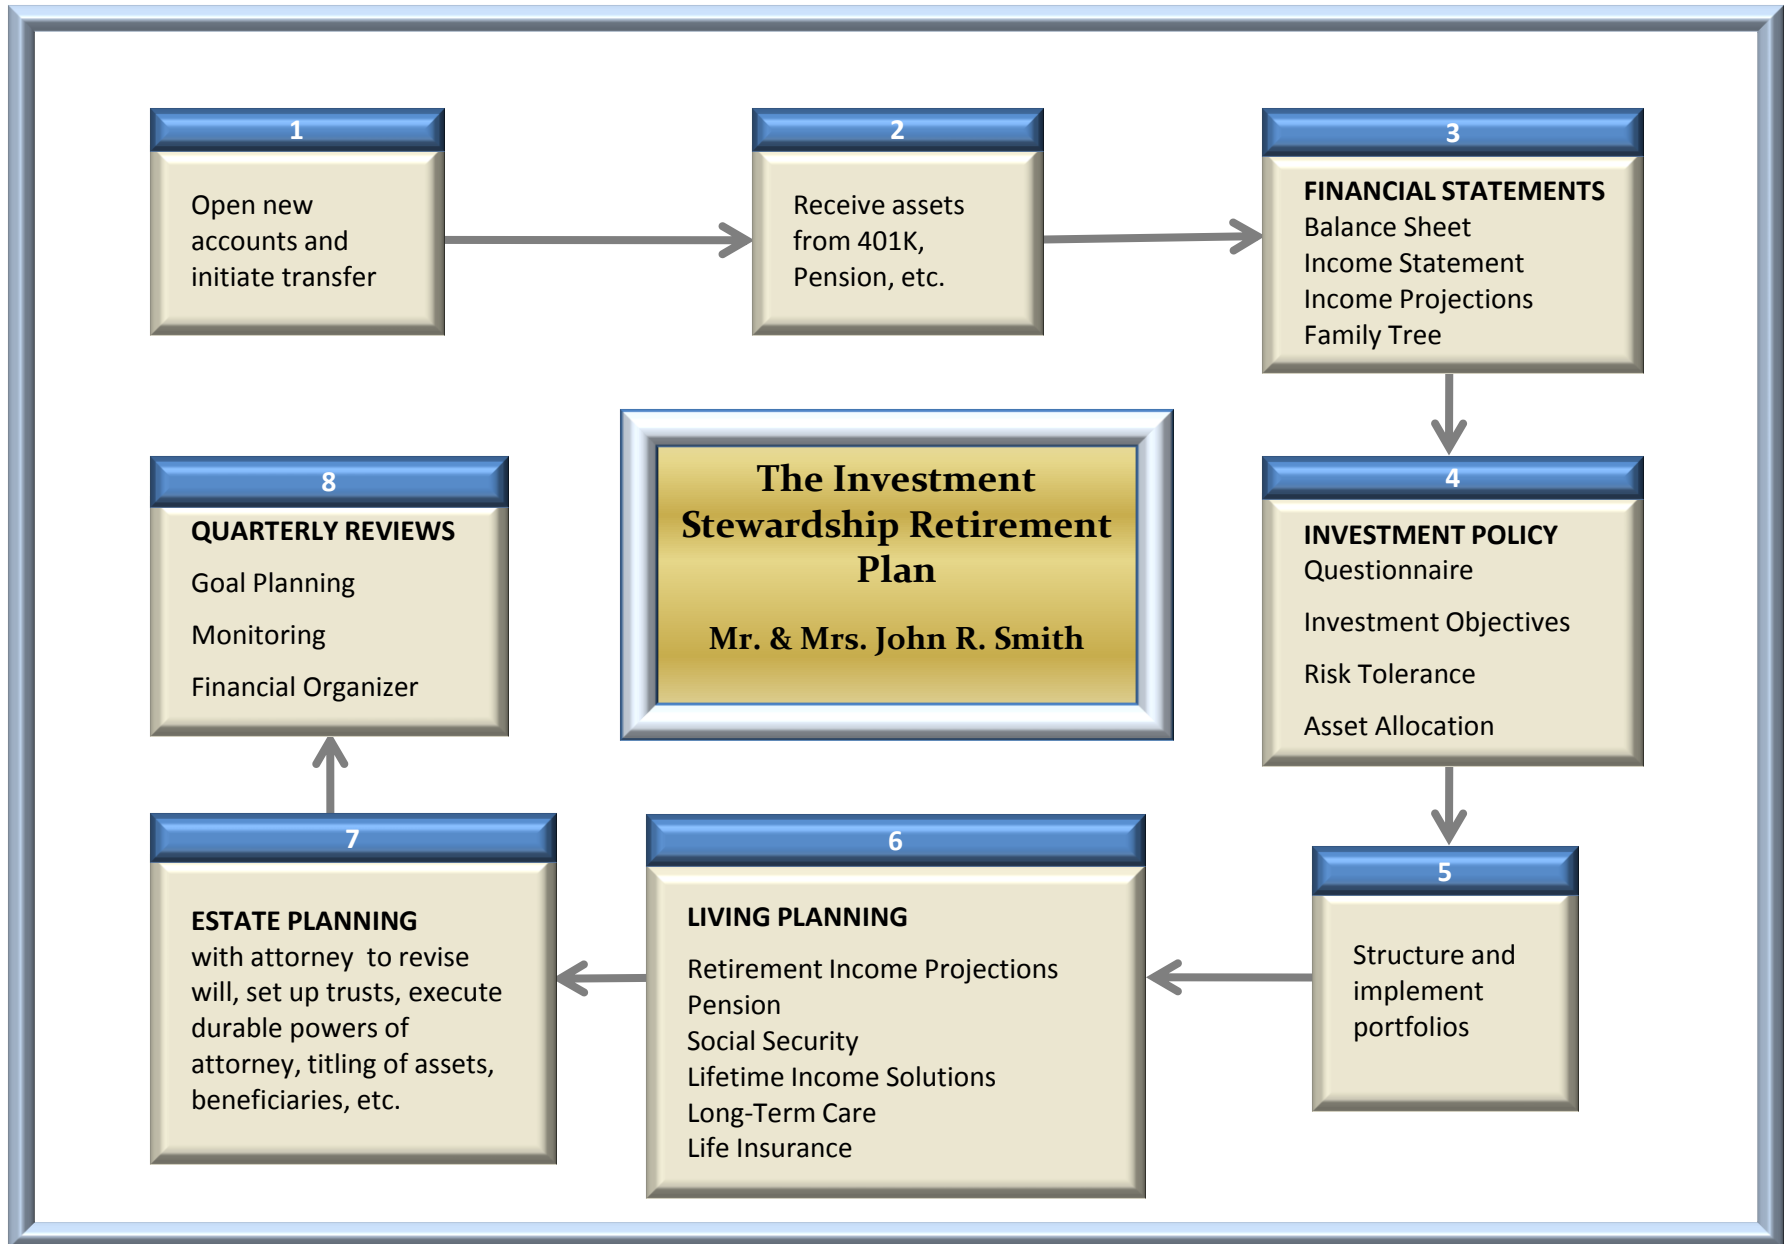 1
Open new
accounts and
initiate transfer
2
Receive assets
from 401K,
Pension, etc.
3
FINANCIAL STATEMENTS
Balance Sheet
Income Statement
Income Projections
Family Tree
The Investment
Stewardship Retirement
Plan
Mr. & Mrs. John R. Smith
4
INVESTMENT POLICY
Questionnaire
Investment Objectives
Risk Tolerance
Asset Allocation
5
Structure and
implement
portfolios
6
LIVING PLANNING
Retirement Income Projections
Pension
Social Security
Lifetime Income Solutions
Long-Term Care
Life Insurance
7
ESTATE PLANNING
with attorney  to revise
will, set up trusts, execute
durable powers of
attorney, titling of assets,
beneficiaries, etc.
8
QUARTERLY REVIEWS
Goal Planning
Monitoring
Financial Organizer